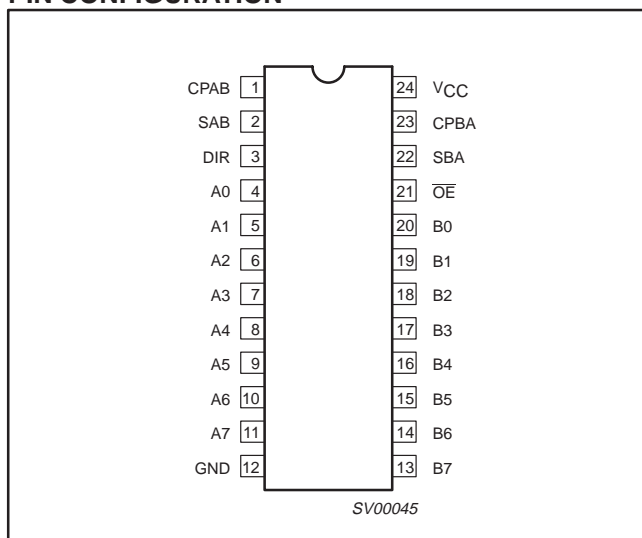 PIN CONFIGURATION
CPAB 1 24 VCC
SAB 2 23 CPBA
DIR 3 22 SBA
A0 4 21 OE
A1 5 20 B0
A2 6 19 B1
A3 7 18 B2
A4 8 17 B3
A5 9 16 B4
A6 10 15 B5
A7 11 14 B6
GND 12 13 B7
SV00045